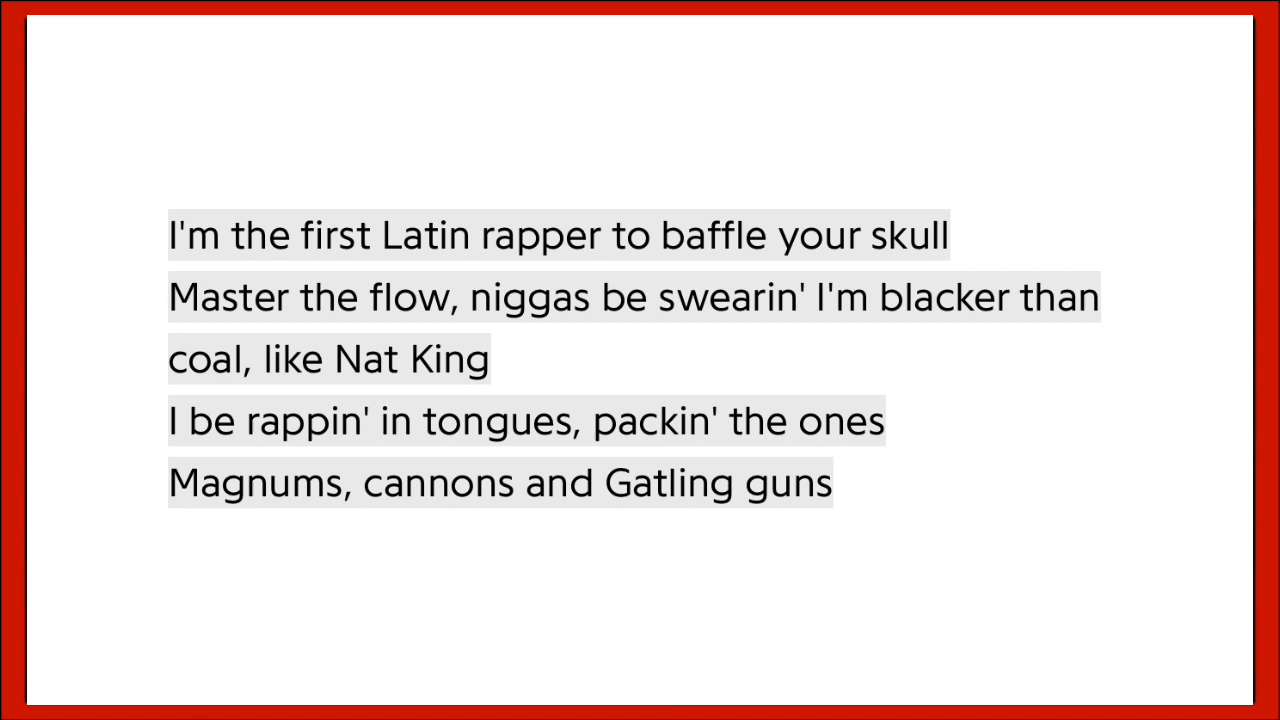 I'm the first Latin rapper to baffle your skull
Master the flow, niggas be swearin' I'm blacker than
coal, like Nat King
I be rappin' in tongues, packin' the ones
Magnums, cannons and Gatling guns